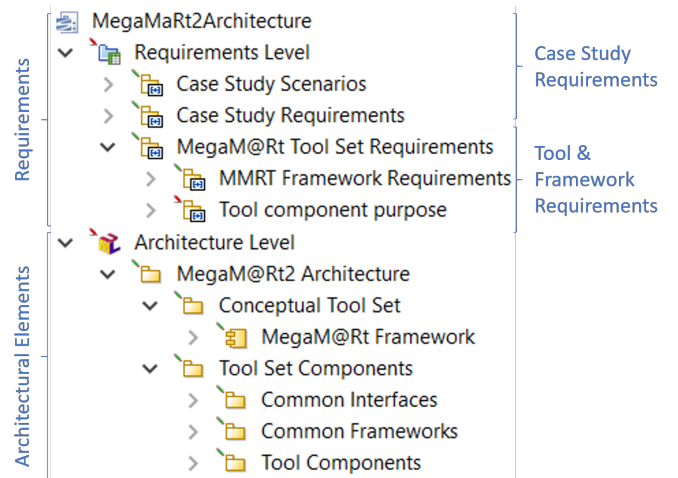 MegaMaRt2Architecture
Requirements Level
Case Study Scenarios
Case Study Requirements
MegaM@Rt Tool Set Requirements
MMRT Framework Requirements
Tool component purpose
Architecture Level
MegaM@Rt2 Architecture
Conceptual Tool Set
MegaM@Rt Framework
Tool Set Components
Common Interfaces
Common Frameworks
Tool Components
Requirements
Architectural Elements
Case Study
Requirements
Tool &
Framework
Requirements